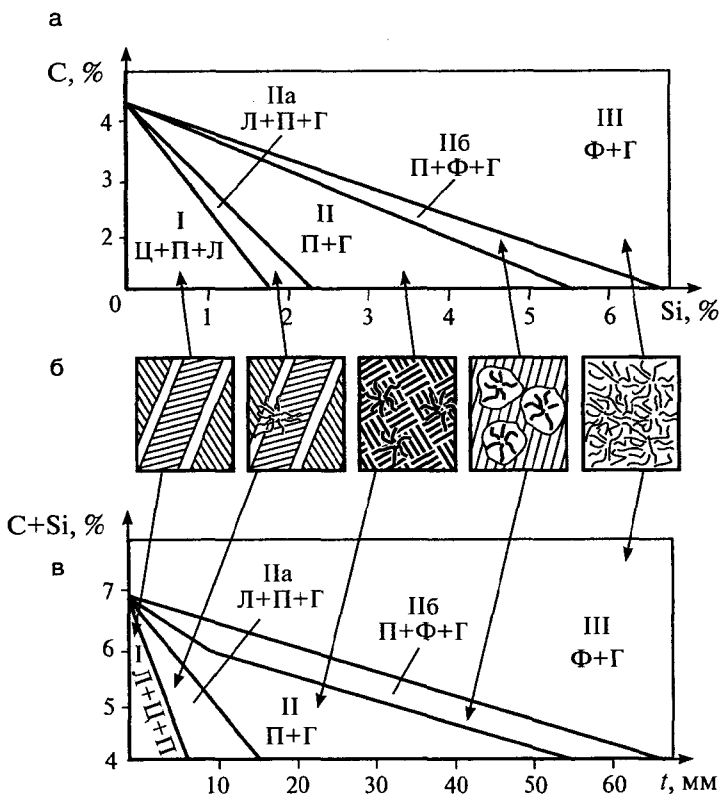 а
C, %
4
3
2
0
1
2
3
4
5
6
Si, %
I
Ц+П+Л
IIа
Л+П+Г
II
П+Г
IIб
П+Ф+Г
III
Ф+Г
б
C+Si, %
в
7
6
5
4
10
20
30
40
50
60
t, мм
I
Л+Ц+П
IIа
Л+П+Г
II
П+Г
IIб
П+Ф+Г
III
Ф+Г